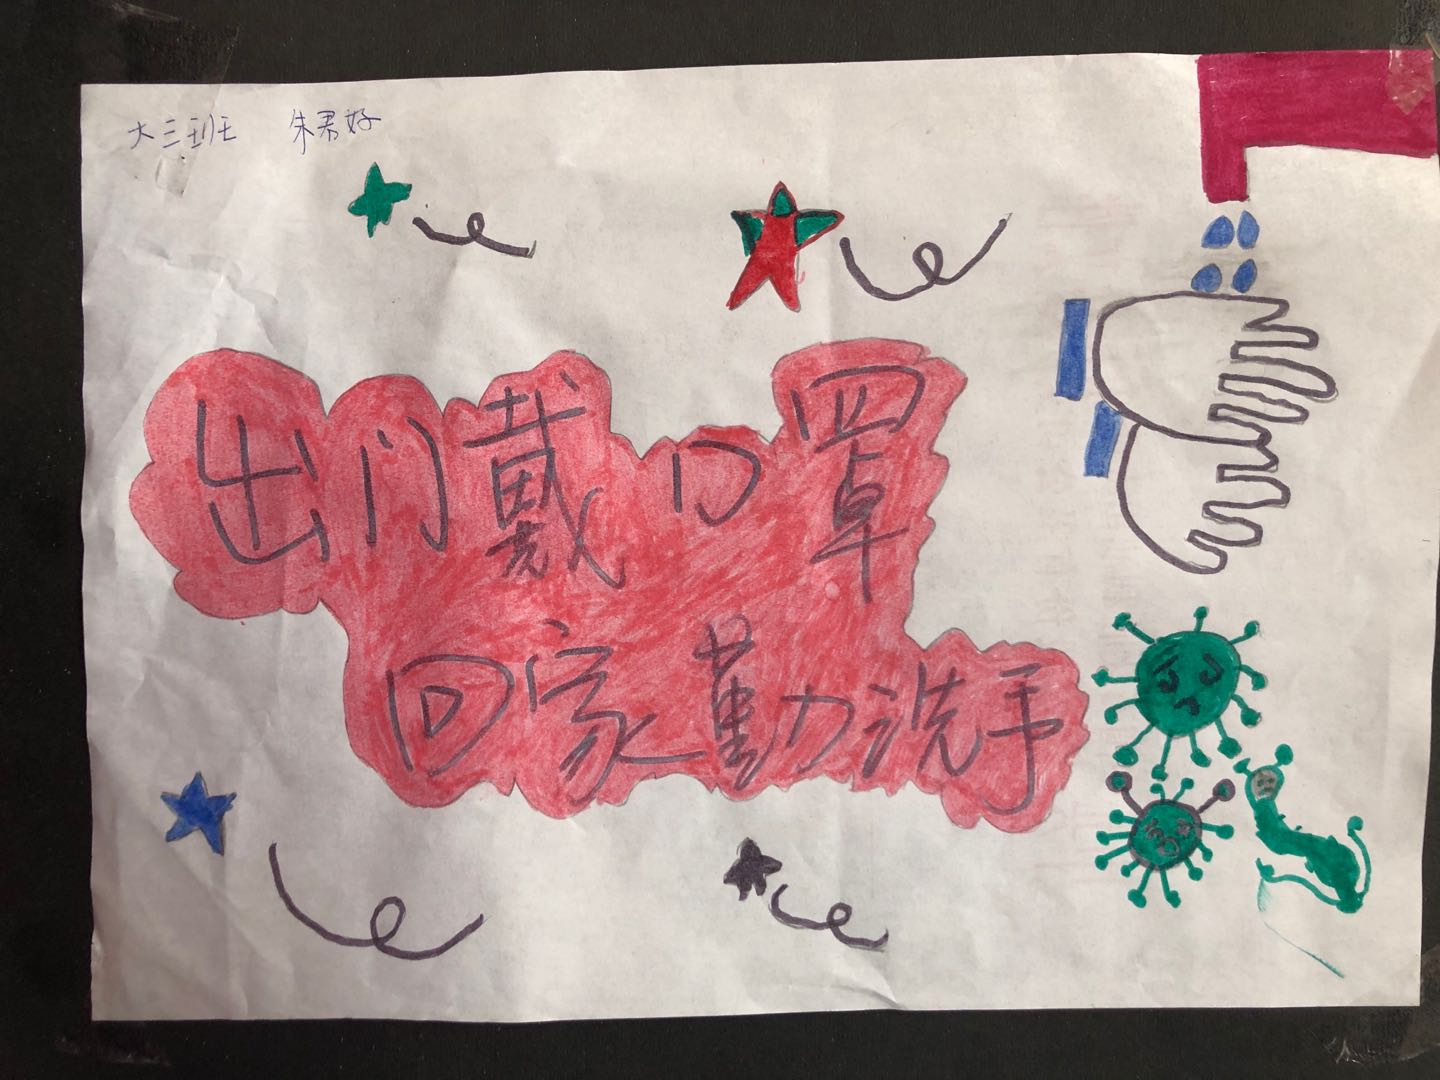 大三班 朱君好
出门戴口罩
回家勤洗手